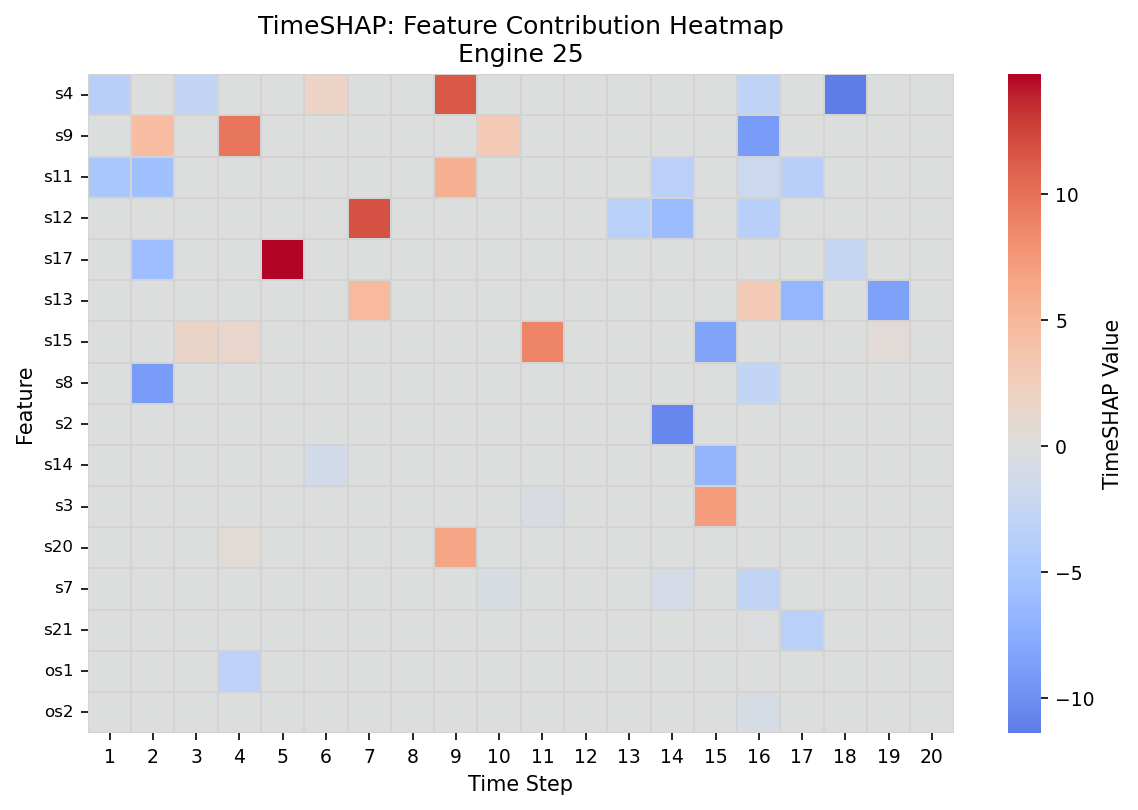 TimeSHAP: Feature Contribution Heatmap
Engine 25
Feature
s4
s9
s11
s12
s17
s13
s15
s8
s2
s14
s3
s20
s7
s21
os1
os2
1 2 3 4 5 6 7 8 9 10 11 12 13 14 15 16 17 18 19 20
Time Step
10
5
0
−5
−10
TimeSHAP Value